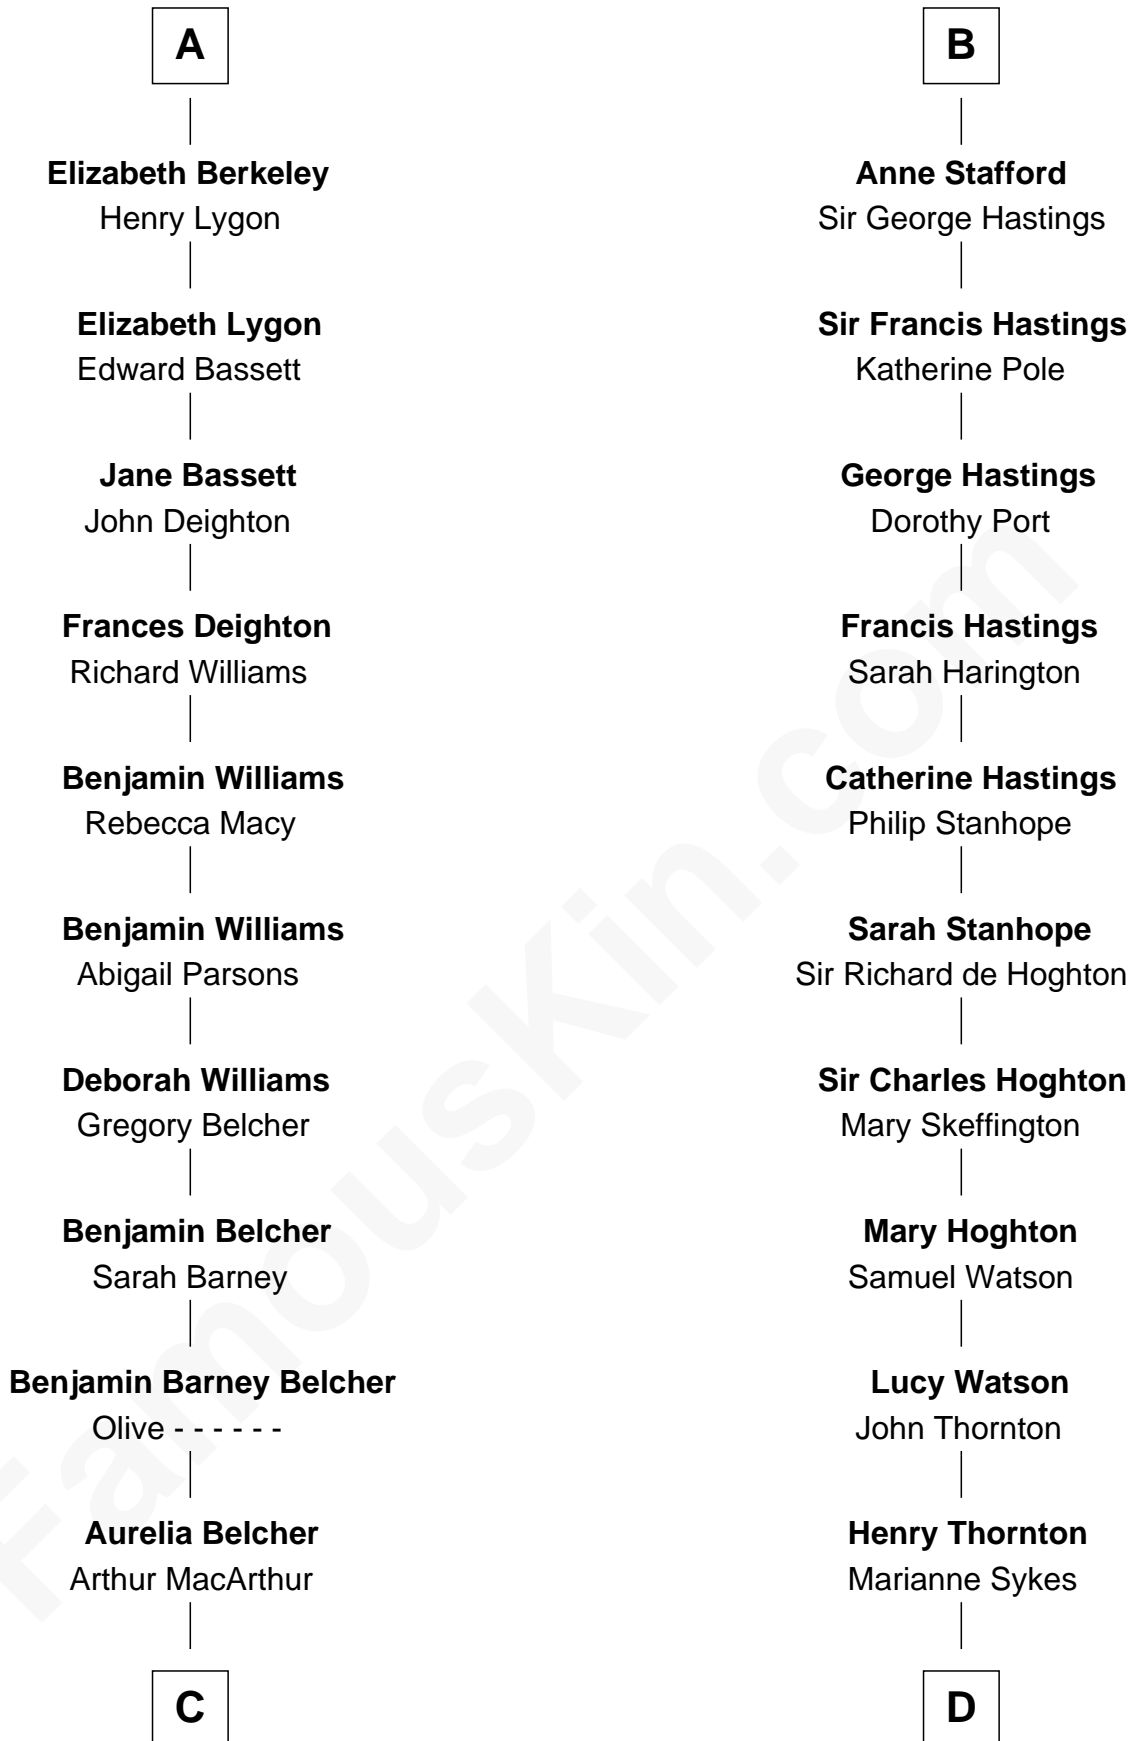 A
Elizabeth Berkeley
Henry Lygon
Elizabeth Lygon
Edward Bassett
Jane Bassett
John Deighton
Frances Deighton
Richard Williams
Benjamin Williams
Rebecca Macy
Benjamin Williams
Abigail Parsons
Deborah Williams
Gregory Belcher
Benjamin Belcher
Sarah Barney
Benjamin Barney Belcher
Olive - - - - - -
Aurelia Belcher
Arthur MacArthur
C
B
Anne Stafford
Sir George Hastings
Sir Francis Hastings
Katherine Pole
George Hastings
Dorothy Port
Francis Hastings
Sarah Harington
Catherine Hastings
Philip Stanhope
Sarah Stanhope
Sir Richard de Hoghton
Sir Charles Hoghton
Mary Skeffington
Mary Hoghton
Samuel Watson
Lucy Watson
John Thornton
Henry Thornton
Marianne Sykes
D
FamousKin.com